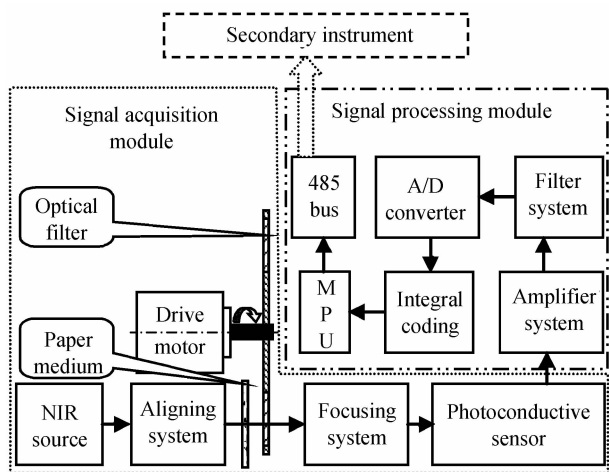 Secondary instrument
Signal acquisition
module
Signal processing module
Optical
filter
485
bus
A/D
converter
Filter
system
Drive
motor
M
P
U
Integral
coding
Amplifier
system
Paper
medium
NIR
source
Aligning
system
Focusing
system
Photoconductive
sensor